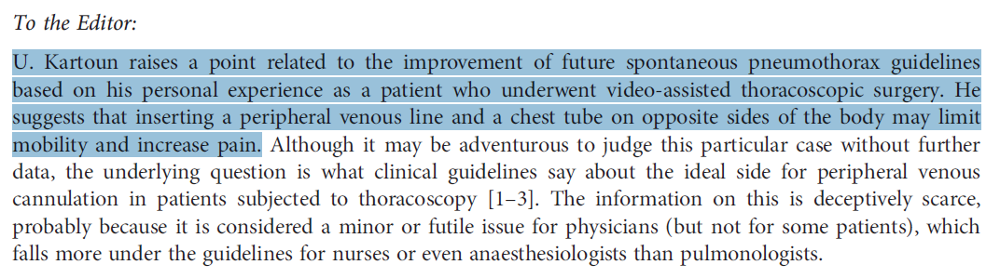 To the Editor:
U. Kartoun raises a point related to the improvement of future spontaneous pneumothorax guidelines
based on his personal experience as a patient who underwent video-assisted thoracoscopic surgery. He
suggests that inserting a peripheral venous line and a chest tube on opposite sides of the body may limit
mobility and increase pain. Although it may be adventurous to judge this particular case without further
data, the underlying question is what clinical guidelines say about the ideal side for peripheral venous
cannulation in patients subjected to thoracoscopy [1–3]. The information on this is deceptively scarce,
probably because it is considered a minor or futile issue for physicians (but not for some patients), which
falls more under the guidelines for nurses or even anaesthesiologists than pulmonologists.